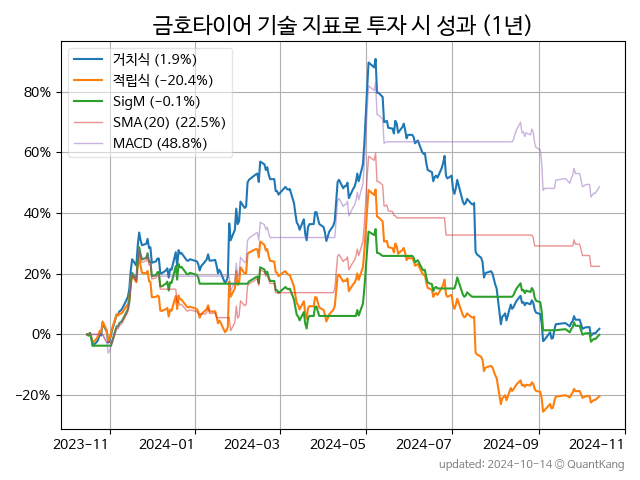 금호타이어 기술 지표로 투자 시 성과 (1년)
거치식 (1.9%)
적립식 (−20.4%)
SigM (−0.1%)
SMA(20) (22.5%)
MACD (48.8%)
80%
60%
40%
20%
0%
−20%
2023-11 2024-01 2024-03 2024-05 2024-07 2024-09 2024-11
updated: 2024-10-14 © QuantKang